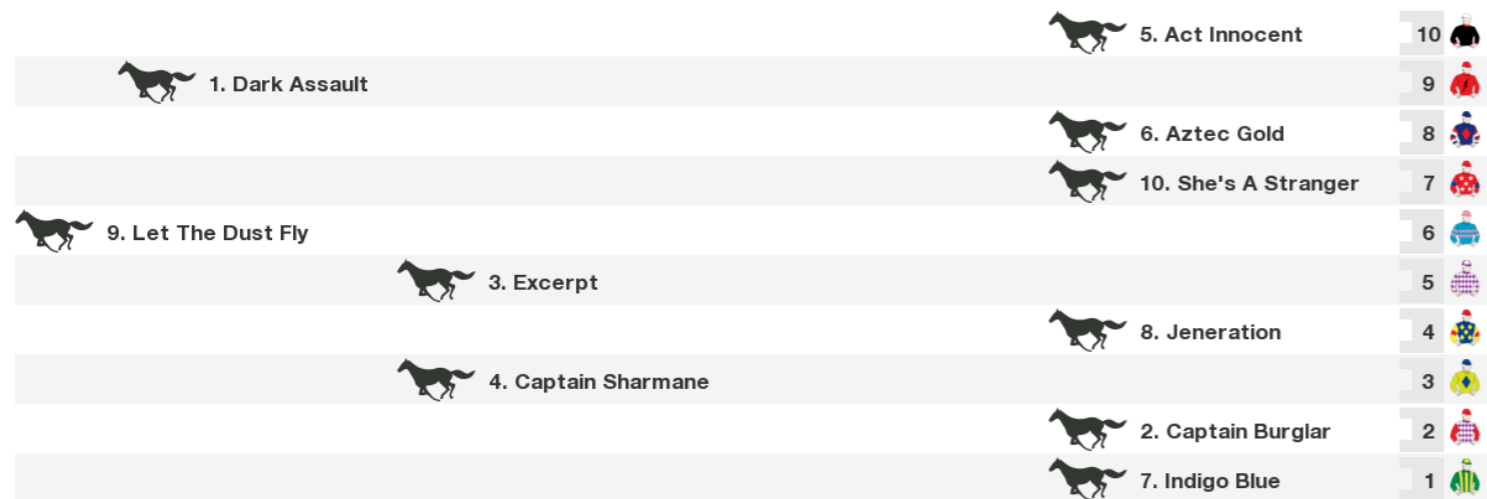 5. Act Innocent 10
1. Dark Assault 9
6. Aztec Gold 8
10. She's A Stranger 7
9. Let The Dust Fly 6
3. Excerpt 5
8. Jeneration 4
4. Captain Sharmane 3
2. Captain Burglar 2
7. Indigo Blue 1